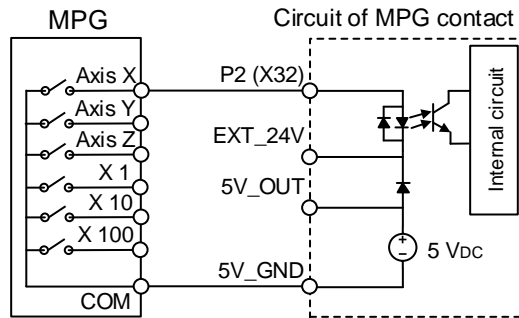 MPG
Circuit of MPG contact
Axis X
Axis Y
Axis Z
X 1
X 10
X 100
COM
P2 (X32)
EXT_24V
5V_OUT
5V_GND
5 VDC
Internal circuit